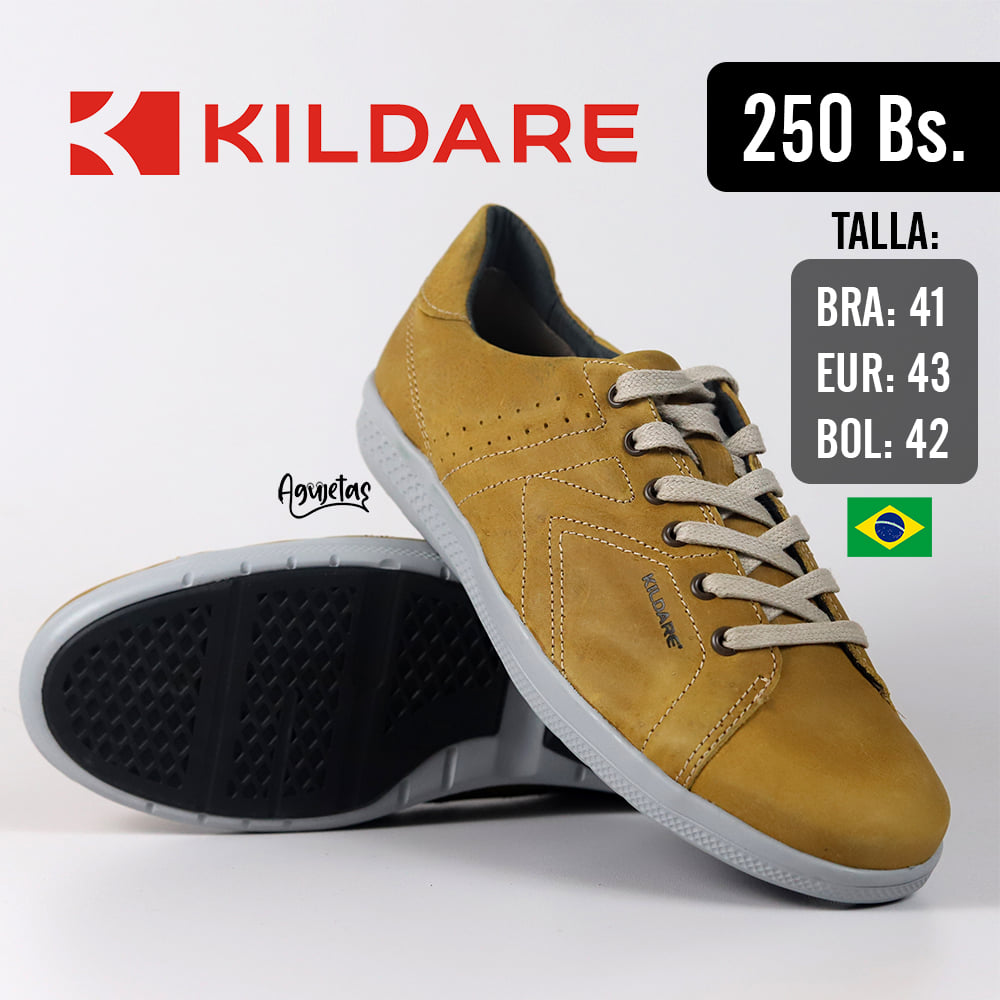 KILDARE
250 Bs.
TALLA:
BRA: 41
EUR: 43
BOL: 42
Agujetas
KILDARE